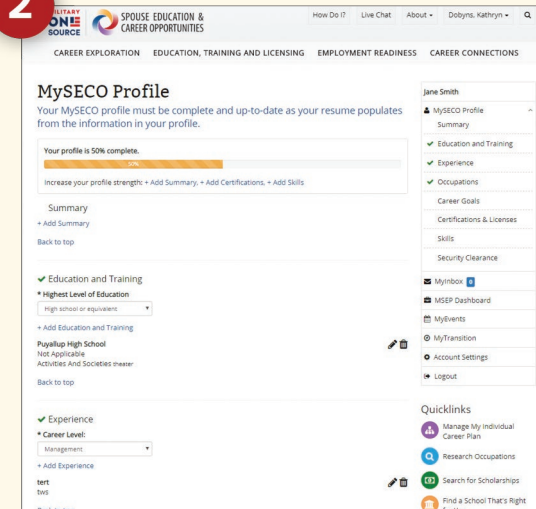 2
MILITARY
ONE
SOURCE
SPOUSE EDUCATION &
CAREER OPPORTUNITIES
How Do I?
Live Chat
About
Dobyns, Kathryn
CAREER EXPLORATION
EDUCATION, TRAINING AND LICENSING
EMPLOYMENT READINESS
CAREER CONNECTIONS
MySECO Profile
Your MySECO profile must be complete and up-to-date as your resume populates
from the information in your profile.
Your profile is 50% complete.
50%
Increase your profile strength: + Add Summary, + Add Certifications, + Add Skills
Summary
+ Add Summary
Back to top
Education and Training
* Highest Level of Education
High school or equivalent
+ Add Education and Training
Puyallup High School
Not Applicable
Activities And Societies theater
Back to top
Experience
* Career Level:
Management
+ Add Experience
tert
tws
Jane Smith
MySECO Profile
Summary
Education and Training
Experience
Occupations
Career Goals
Certifications & Licenses
Skills
Security Clearance
MyInbox
MSEP Dashboard
MyEvents
MyTransition
Account Settings
Logout
Quicklinks
Manage My Individual
Career Plan
Research Occupations
Search for Scholarships
Find a School That's Right